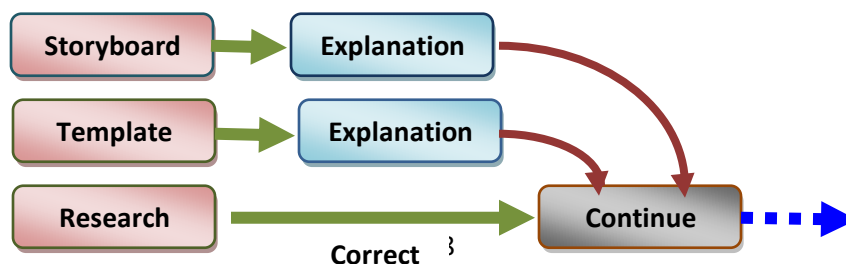 Storyboard Explanation
Template Explanation
Research Continue
Correct